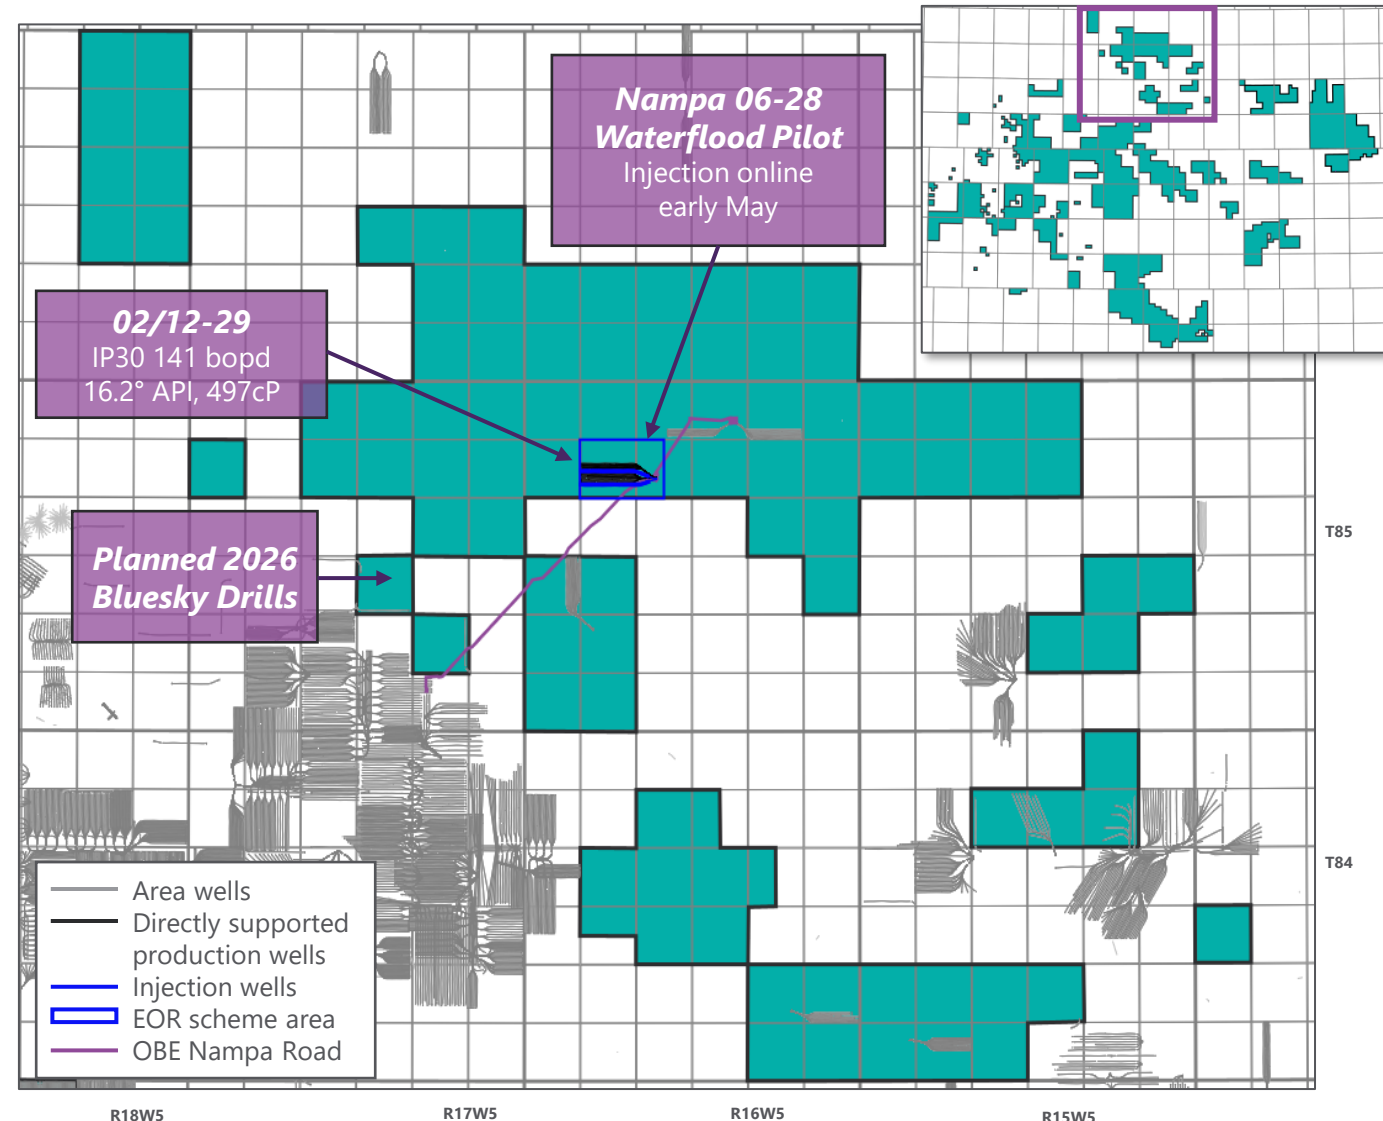 Nampa 06-28
Waterflood Pilot
Injection online
early May
02/12-29
IP30 141 bopd
16.2° API, 497cP
Planned 2026
Bluesky Drills
T85
T84
Area wells
Directly supported
production wells
Injection wells
EOR scheme area
OBE Nampa Road
R18W5
R17W5
R16W5
R15W5